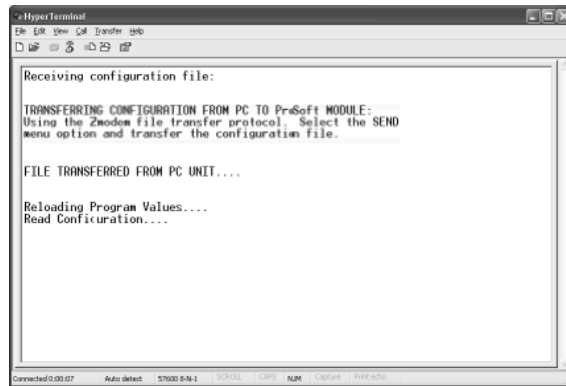 HyperTerminal
File Edit View Call Transfer Help
Receiving configuration file:
TRANSFERRING CONFIGURATION FROM PC TO ProSoft MODULE:
Using the Zmodem file transfer protocol. Select the SEND
menu option and transfer the configuration file.
FILE TRANSFERRED FROM PC UNIT....
Reloading Program Values....
Read Configuration....
Connected 0:00:07 Auto detect 57600 8-N-1 SCROLL CAPS NUM Capture Print echo